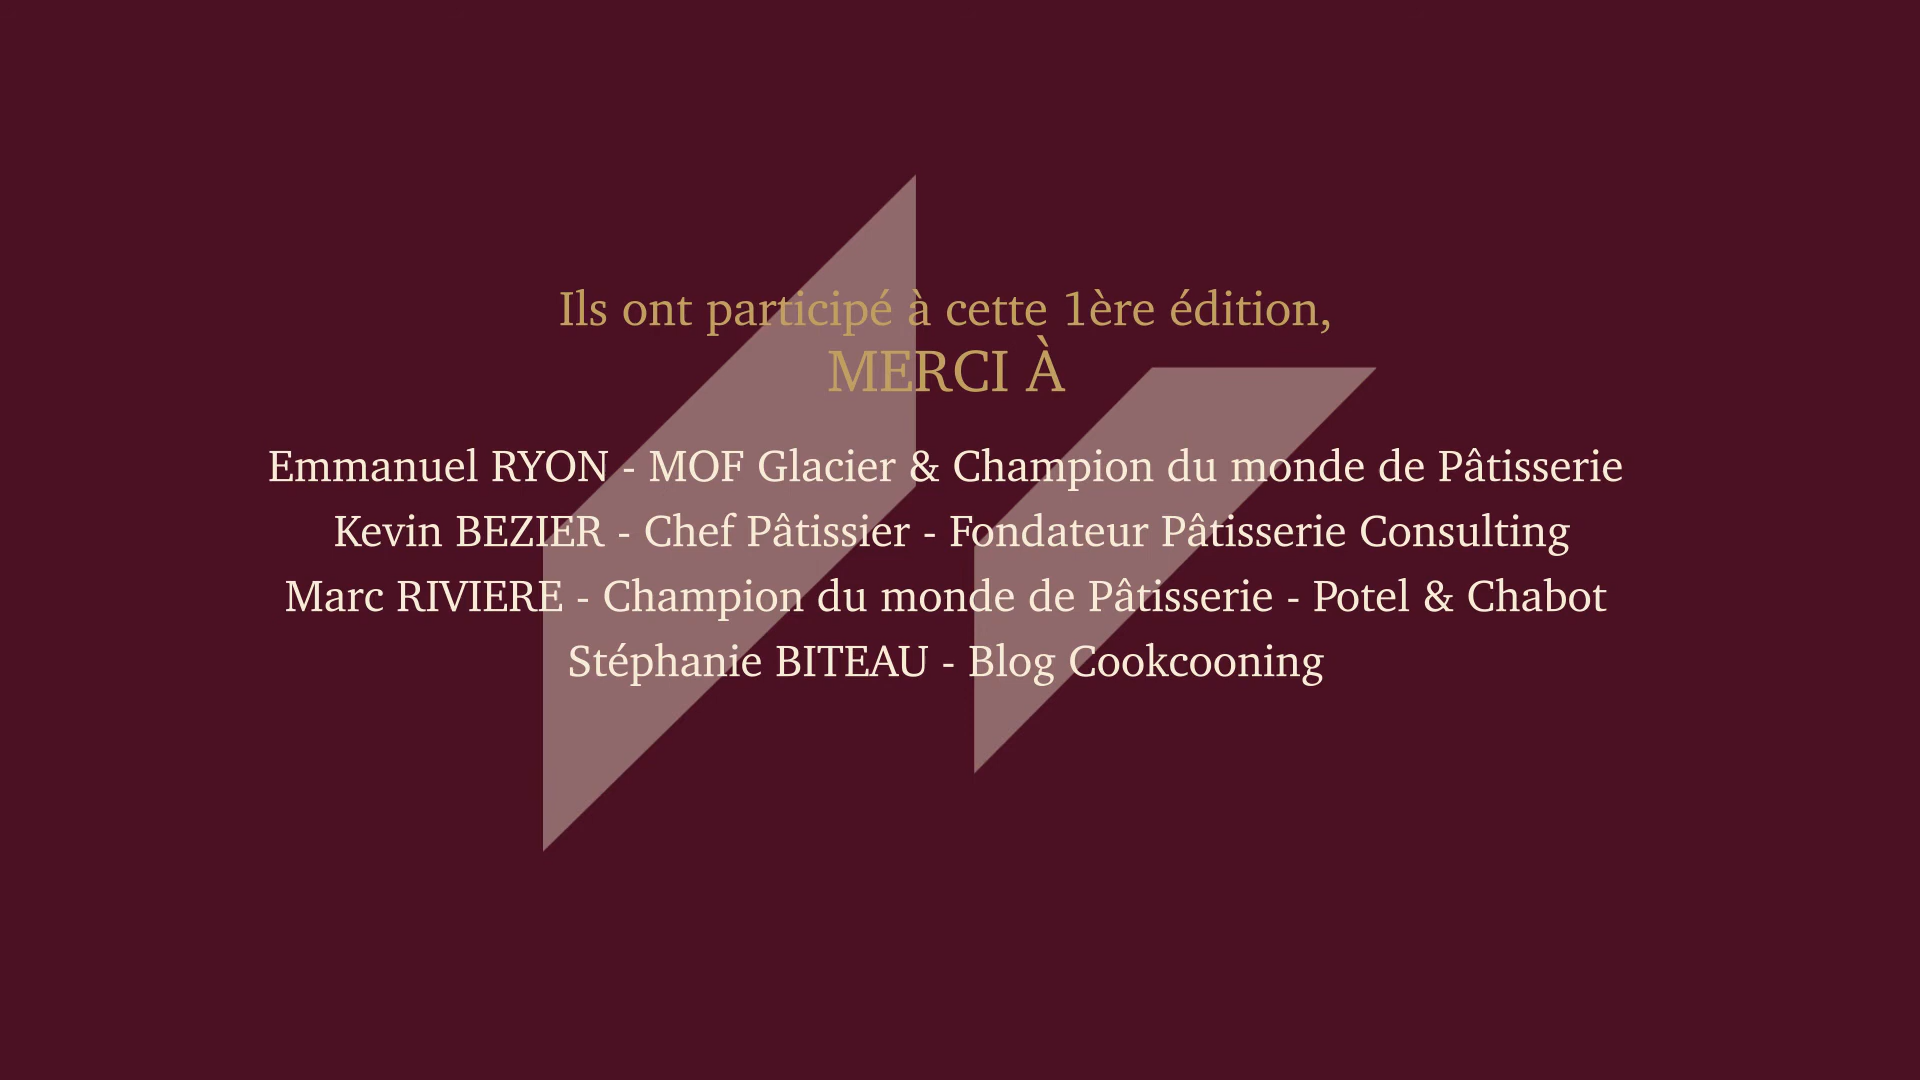 Ils ont participé à cette 1ère édition,
MERCI À
Emmanuel RYON - MOF Glacier & Champion du monde de Pâtisserie
Kevin BEZIER - Chef Pâtissier - Fondateur Pâtisserie Consulting
Marc RIVIERE - Champion du monde de Pâtisserie - Potel & Chabot
Stéphanie BITEAU - Blog Cookcooning